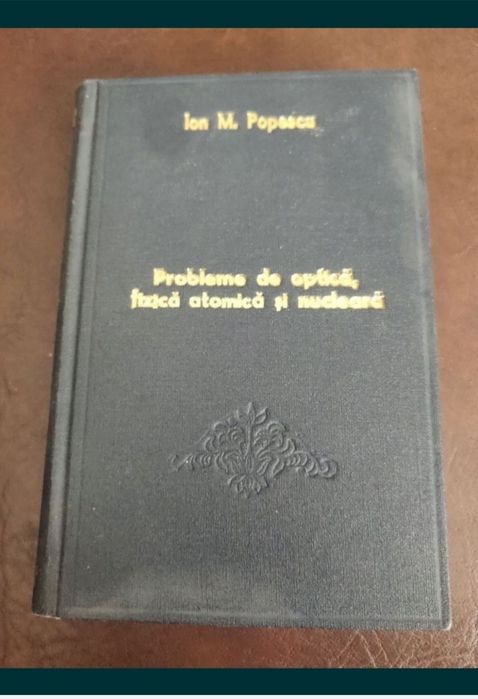 Ion M. Popescu
Probleme de optică,
fizică atomică și nucleară